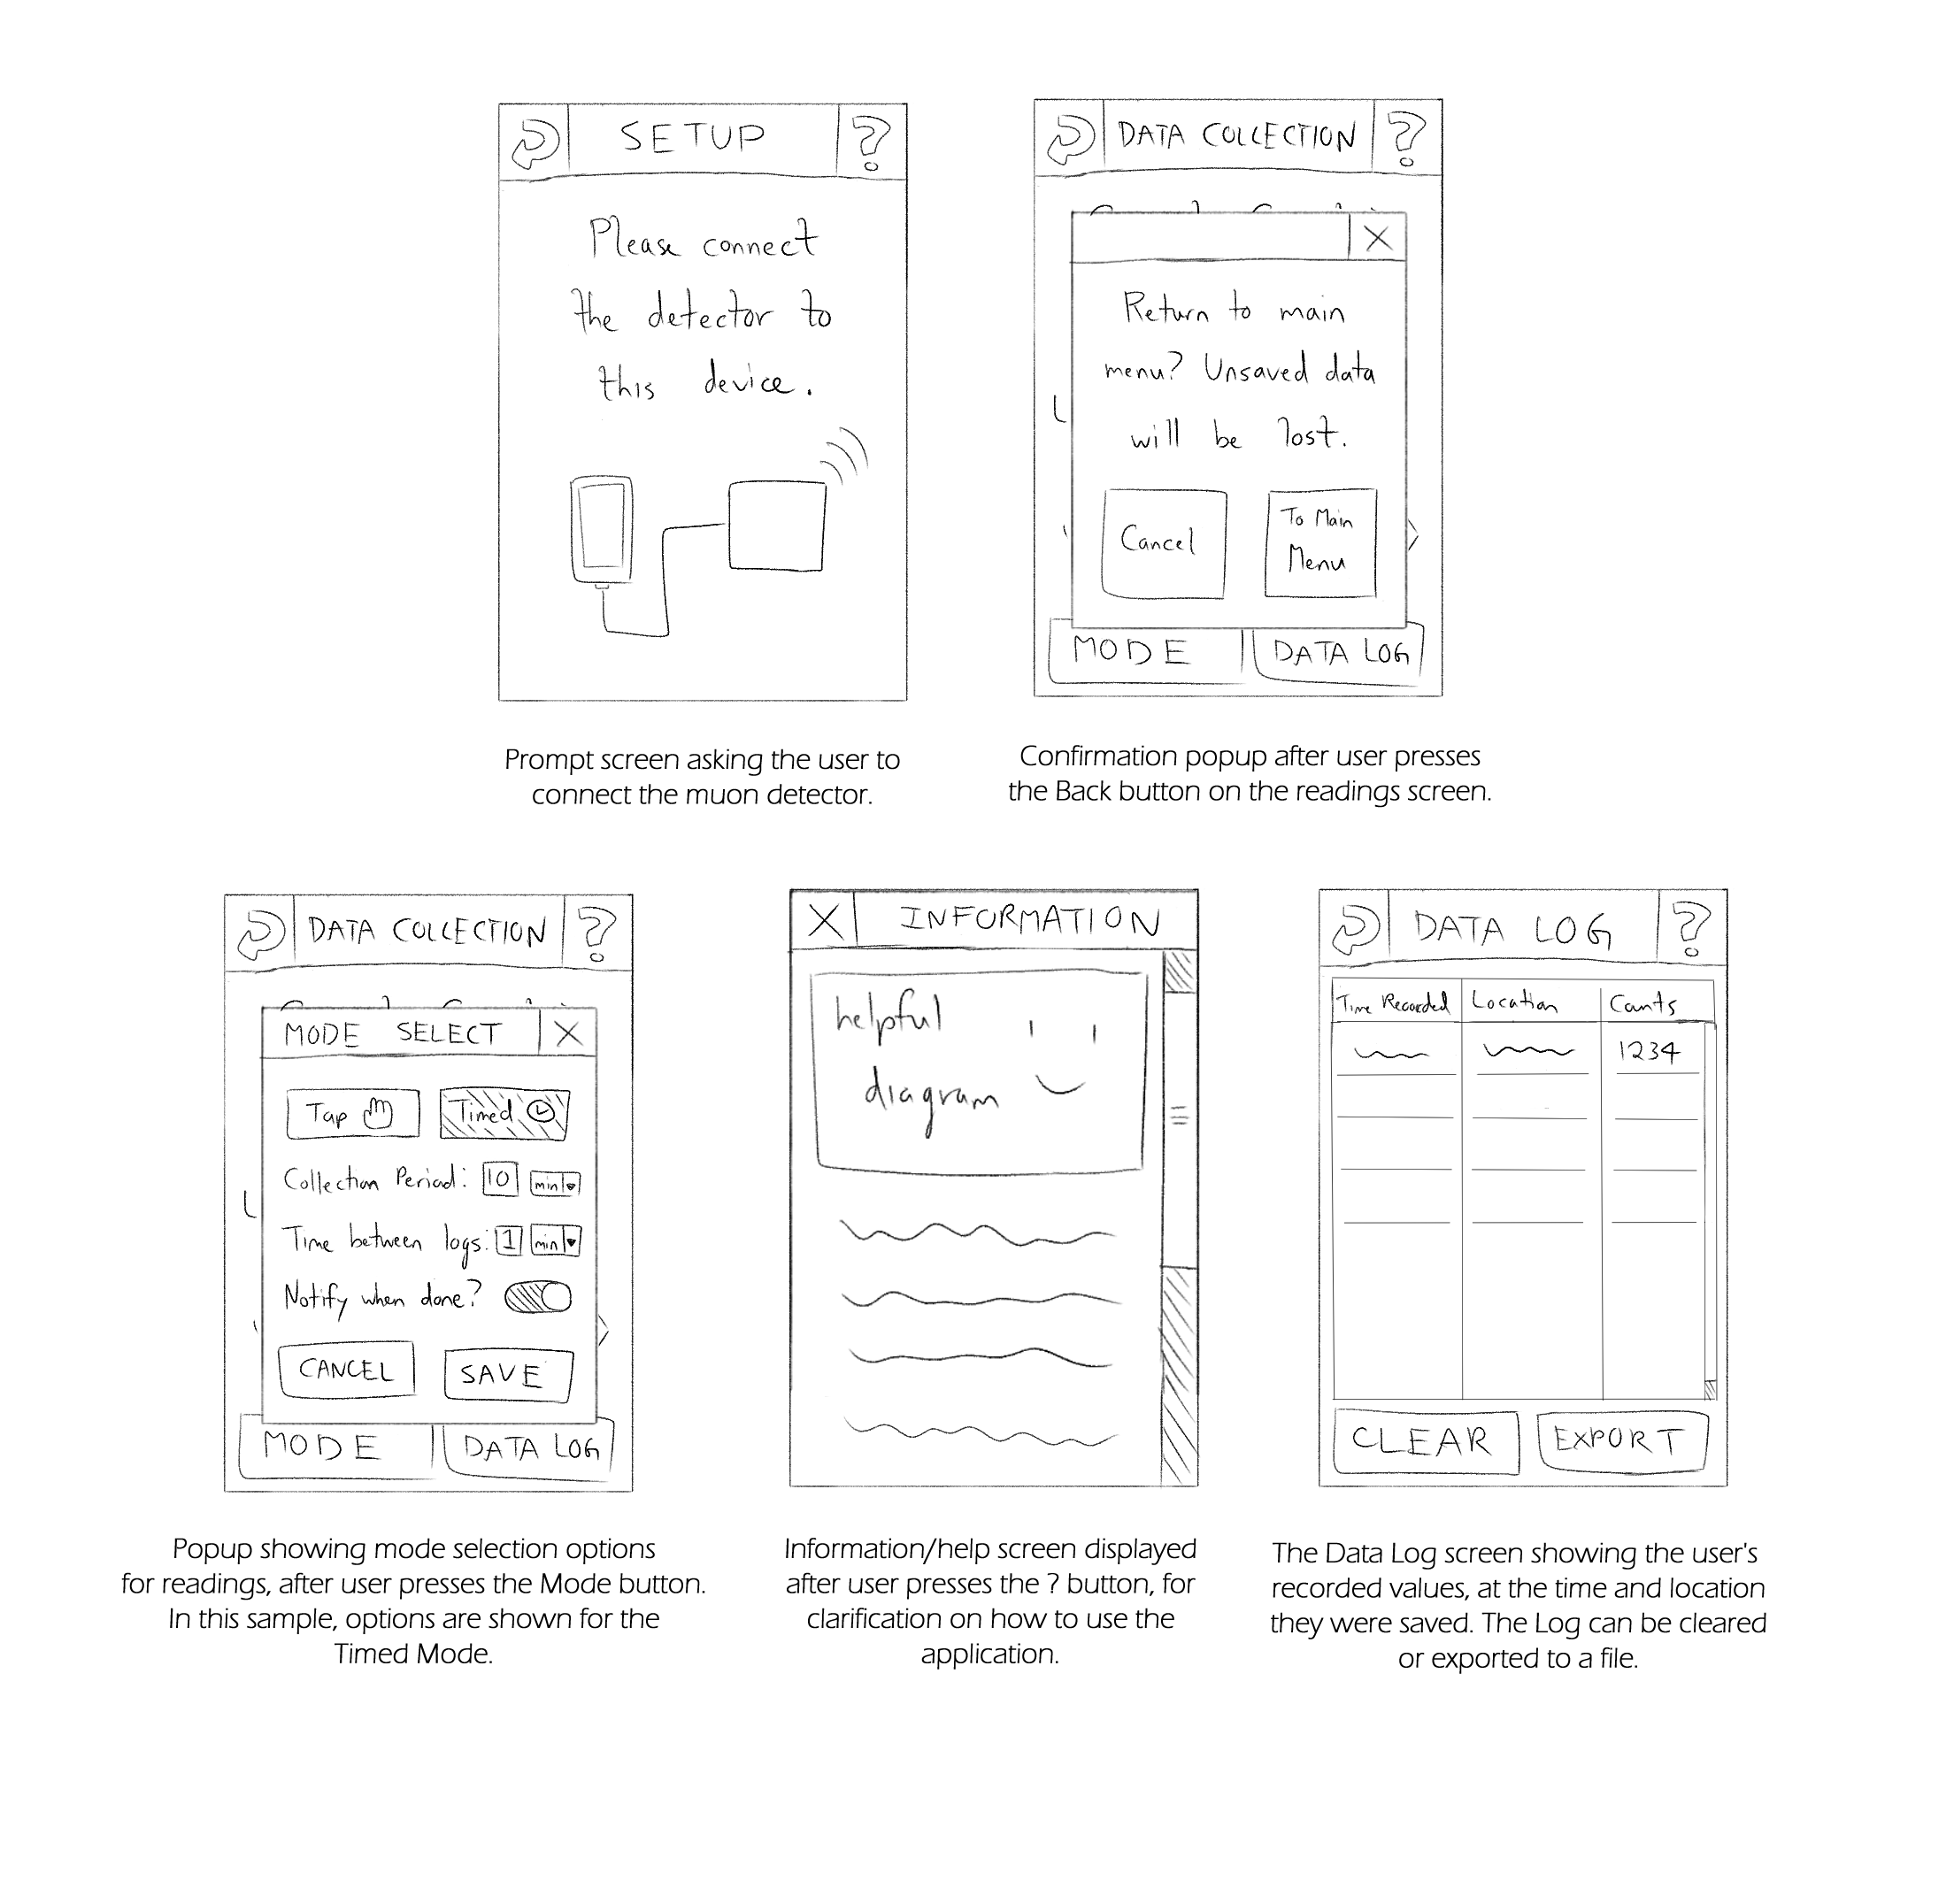 SETUP
?
Please connect
the detector to
this device.
Prompt screen asking the user to
connect the muon detector.
DATA COLLECTION
?
X
Return to main
menu? Unsaved data
will be lost.
Cancel
To Main
Menu
MODE
DATA LOG
Confirmation popup after user presses
the Back button on the readings screen.
DATA COLLECTION
?
MODE SELECT
X
Tap
Timed
Collection Period: 10 min
Time between logs: 1 min
Notify when done?
CANCEL
SAVE
MODE
DATA LOG
Popup showing mode selection options
for readings, after user presses the Mode button.
In this sample, options are shown for the
Timed Mode.
X
INFORMATION
helpful
diagram
Information/help screen displayed
after user presses the ? button, for
clarification on how to use the
application.
DATA LOG
?
Time Recorded Location Counts
1234
CLEAR
EXPORT
The Data Log screen showing the user's
recorded values, at the time and location
they were saved. The Log can be cleared
or exported to a file.